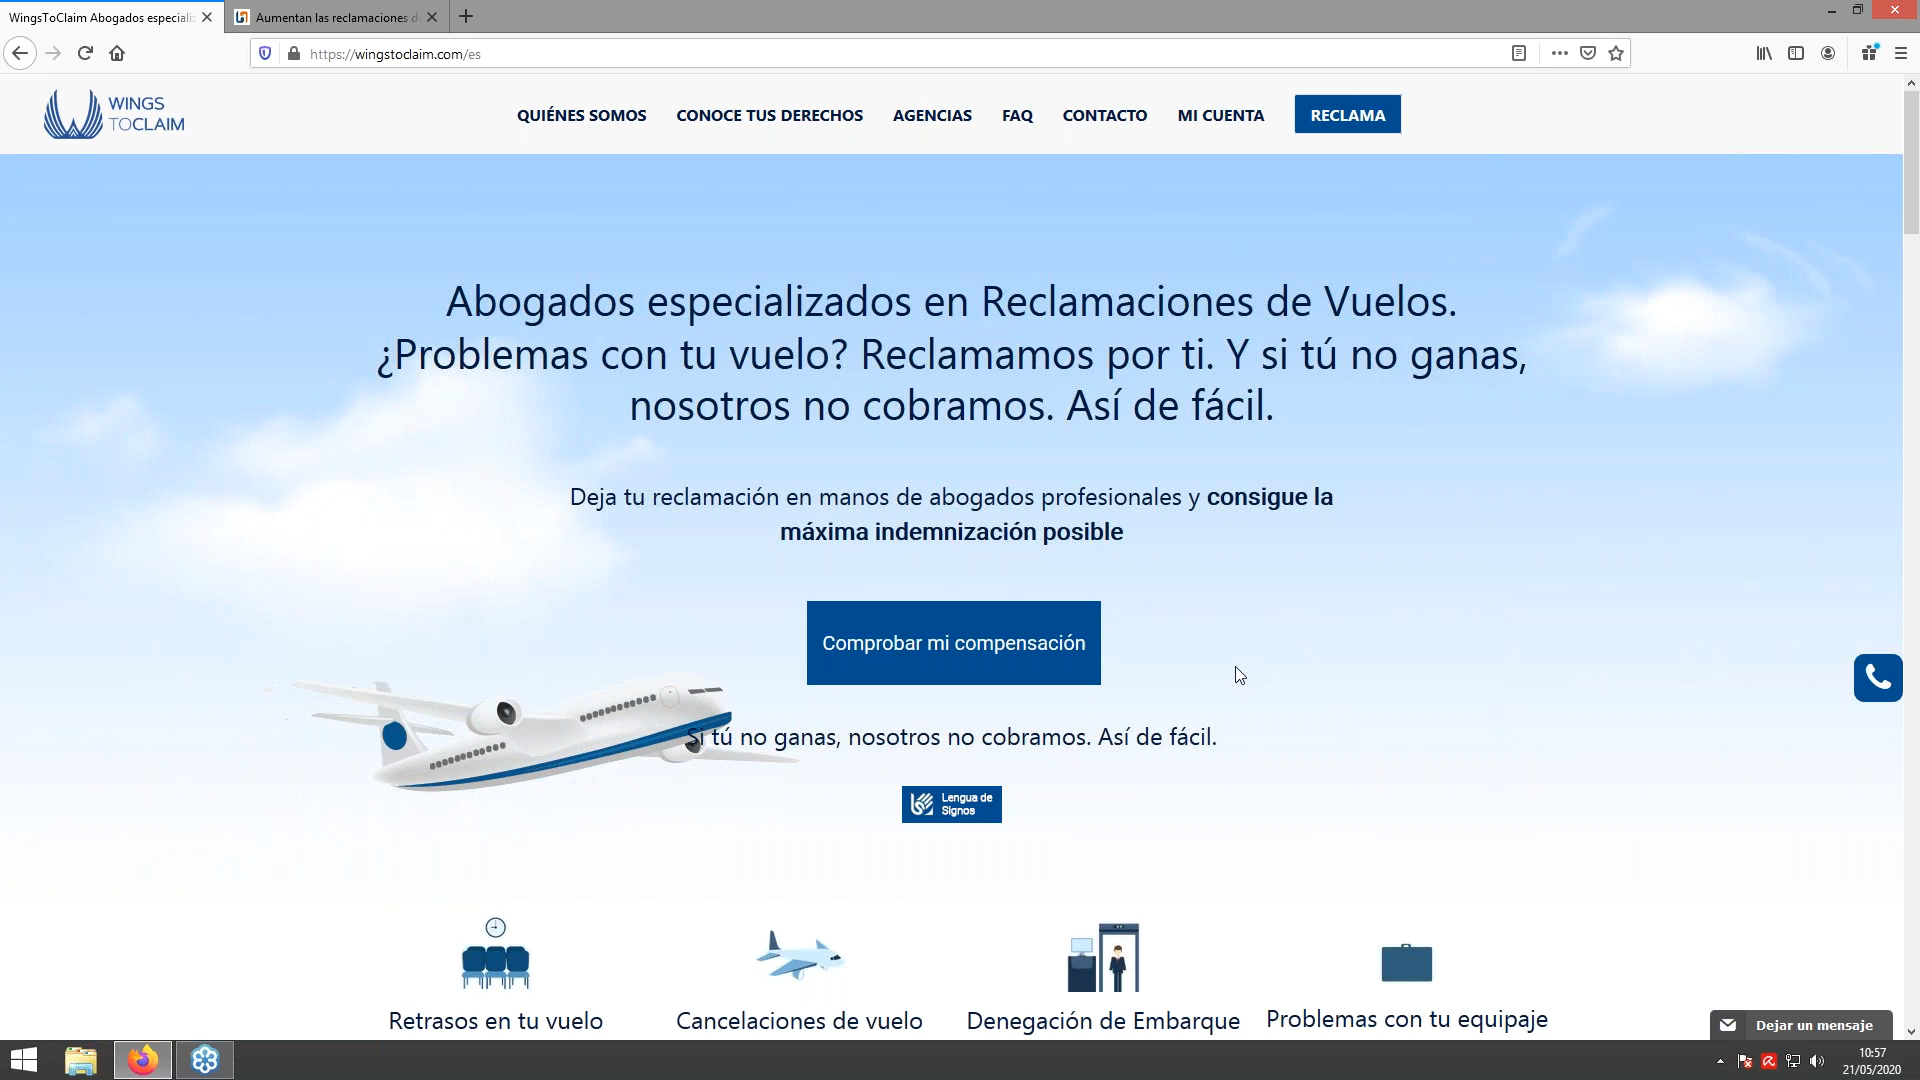 WingsToClaim Abogados especializ
Aumentan las reclamaciones d
https://wingstoclaim.com/es
WINGS
TOCLAIM
QUIÉNES SOMOS
CONOCE TUS DERECHOS
AGENCIAS
FAQ
CONTACTO
MI CUENTA
RECLAMA
Abogados especializados en Reclamaciones de Vuelos.
¿Problemas con tu vuelo? Reclamamos por ti. Y si tú no ganas,
nosotros no cobramos. Así de fácil.
Deja tu reclamación en manos de abogados profesionales y consigue la
máxima indemnización posible
Comprobar mi compensación
Si tú no ganas, nosotros no cobramos. Así de fácil.
Lengua de
Signos
Retrasos en tu vuelo
Cancelaciones de vuelo
Denegación de Embarque
Problemas con tu equipaje
Dejar un mensaje
10:57
21/05/2020